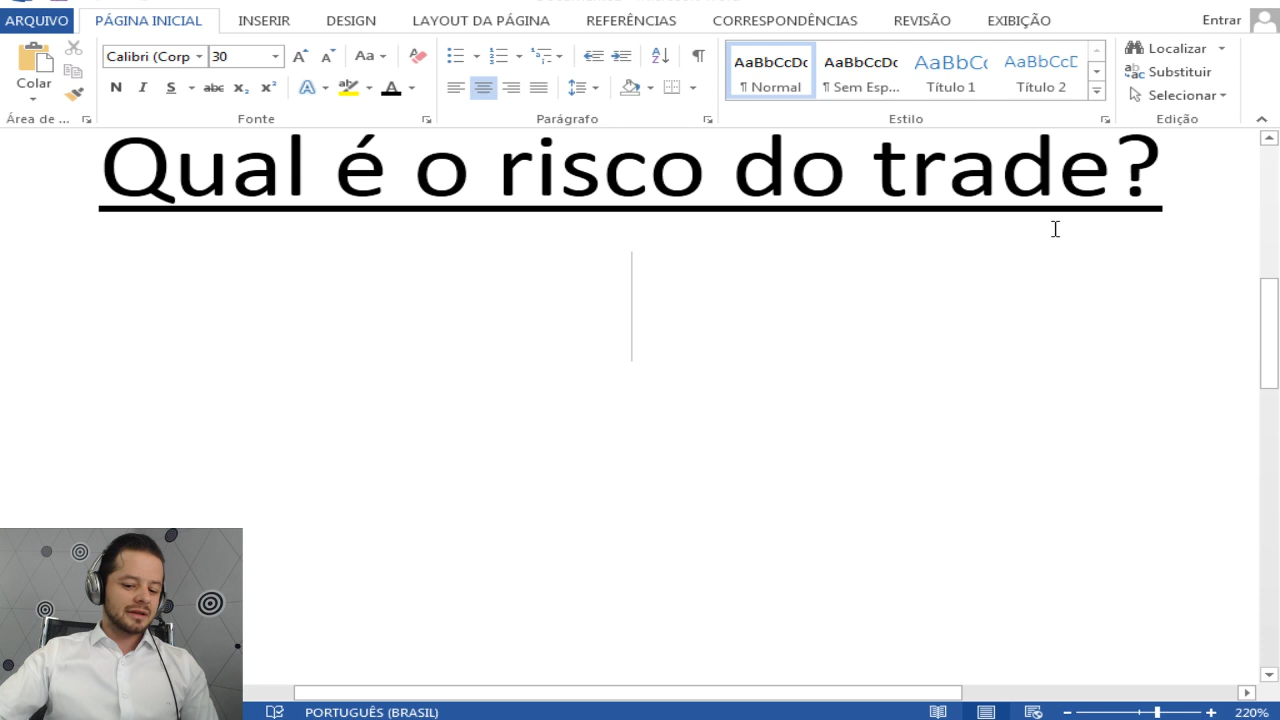 ARQUIVO PÁGINA INICIAL INSERIR DESIGN LAYOUT DA PÁGINA REFERÊNCIAS CORRESPONDÊNCIAS REVISÃO EXIBIÇÃO Entrar
Colar
Calibri (Corp 30 Aa
N I S abc x₂ x² A A
AaBbCcDc AaBbCcDc AaBbC( AaBbCcD
¶ Normal ¶ Sem Esp... Título 1 Título 2
Localizar
Substituir
Selecionar
Área de ... Fonte Parágrafo Estilo Edição
Qual é o risco do trade?
PORTUGUÊS (BRASIL) 220%